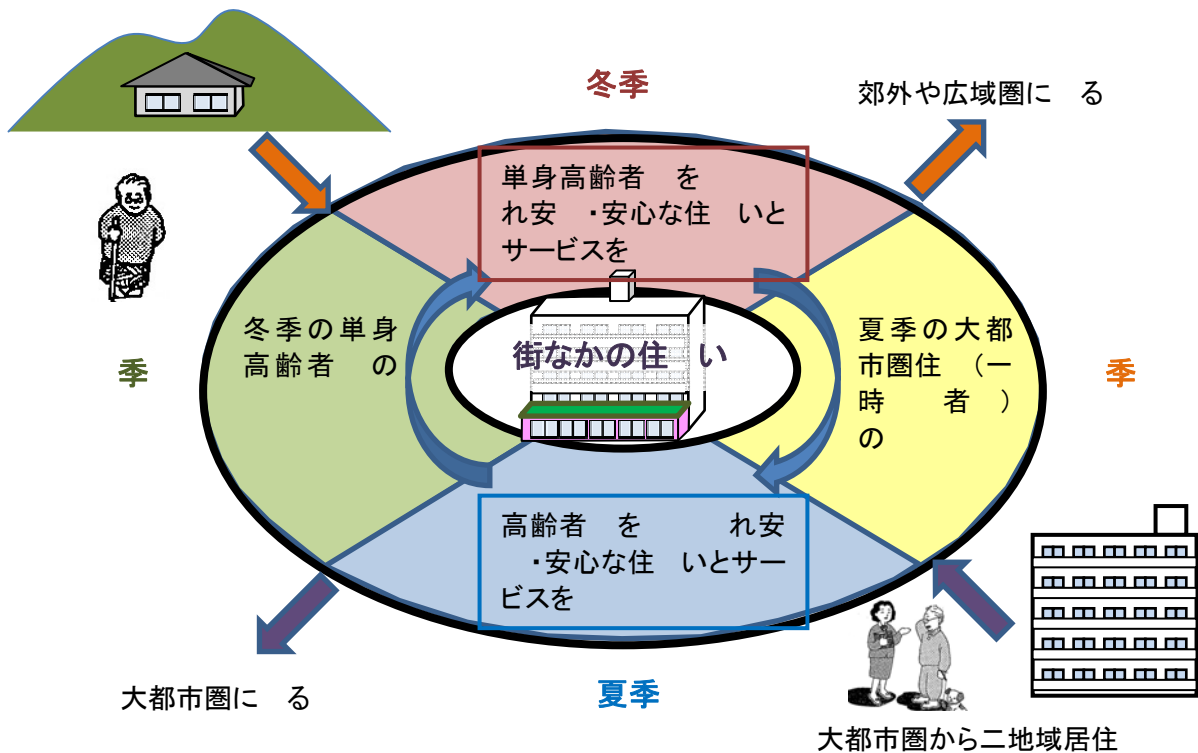 冬季
郊外や広域圏に　る
単身高齢者　を
れ安　・安心な住　いと
サービスを
冬季の単身
高齢者　の
街なかの住　い
夏季の大都
市圏住　（一
時　者　）
の
季
季
高齢者　を　　　れ安
・安心な住　いとサー
ビスを
大都市圏に　る
夏季
大都市圏から二地域居住